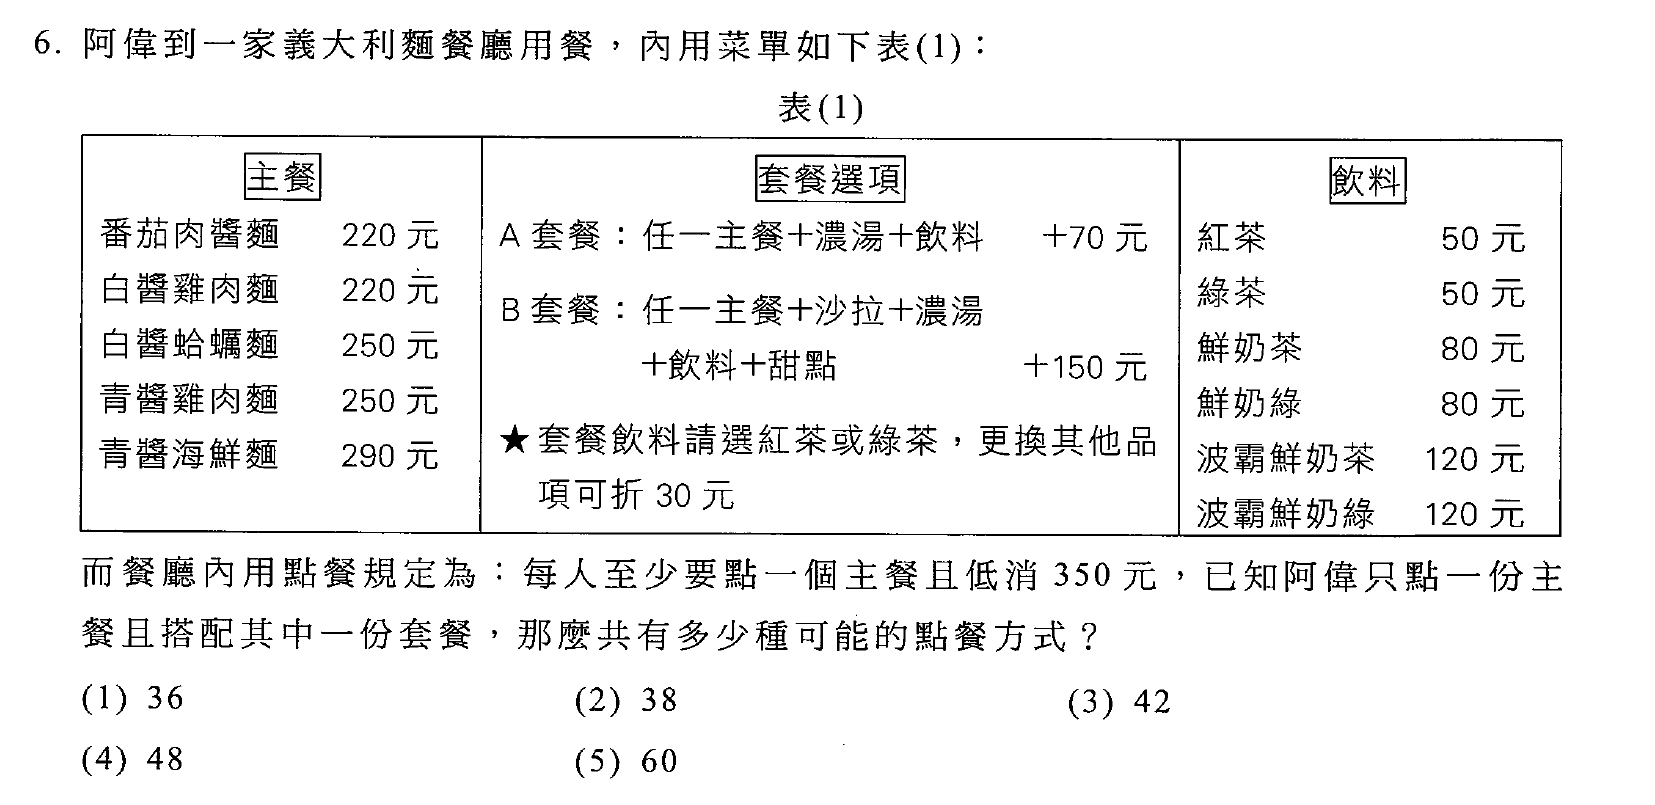 6. 阿偉到一家義大利麵餐廳用餐，內用菜單如下表(1)：
表(1)
主餐
番茄肉醬麵 220 元
白醬雞肉麵 220 元
白醬蛤蠣麵 250 元
青醬雞肉麵 250 元
青醬海鮮麵 290 元
套餐選項
A 套餐：任一主餐＋濃湯＋飲料 ＋70 元
B 套餐：任一主餐＋沙拉＋濃湯
＋飲料＋甜點 ＋150 元
★套餐飲料請選紅茶或綠茶，更換其他品
項可折 30 元
飲料
紅茶 50 元
綠茶 50 元
鮮奶茶 80 元
鮮奶綠 80 元
波霸鮮奶茶 120 元
波霸鮮奶綠 120 元
而餐廳內用點餐規定為：每人至少要點一個主餐且低消 350 元，已知阿偉只點一份主
餐且搭配其中一份套餐，那麼共有多少種可能的點餐方式？
(1) 36 (2) 38 (3) 42
(4) 48 (5) 60